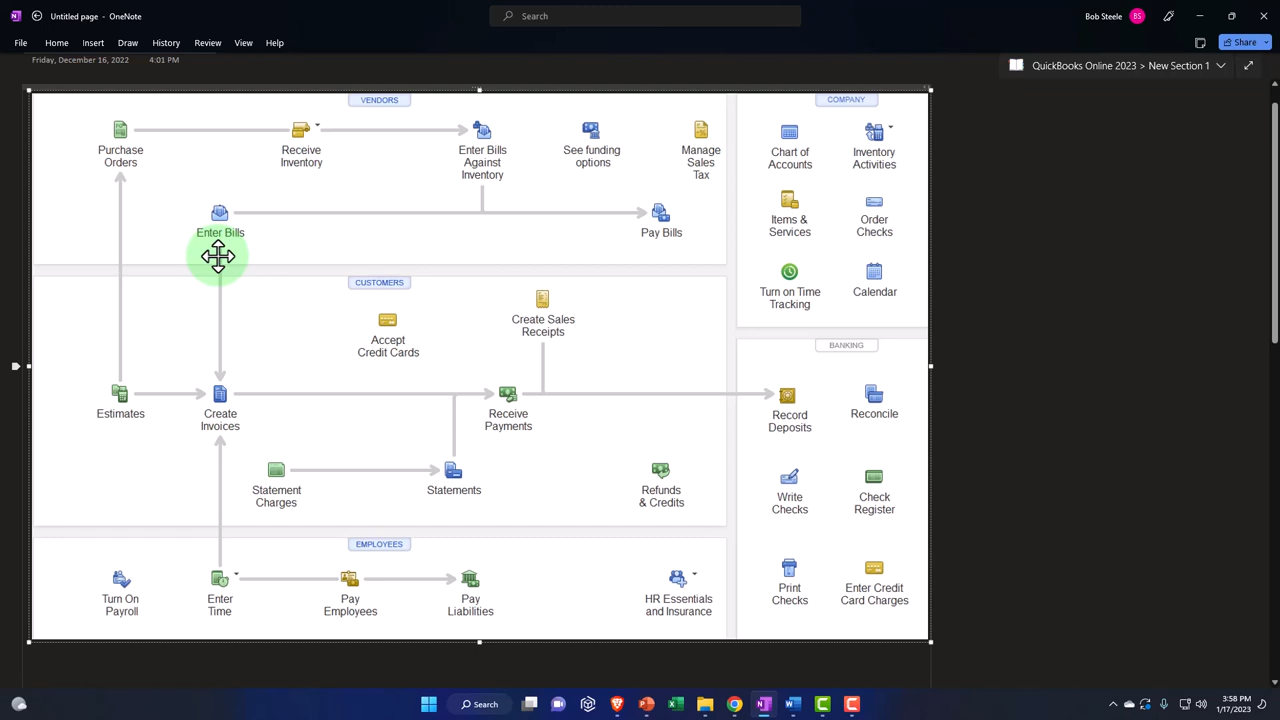 Untitled page - OneNote
Search
Bob Steele
BS
File Home Insert Draw History Review View Help
Share
Friday, December 16, 2022 4:01 PM
QuickBooks Online 2023 > New Section 1
VENDORS
Purchase
Orders
Receive
Inventory
Enter Bills
Against
Inventory
See funding
options
Manage
Sales
Tax
Enter Bills
Pay Bills
COMPANY
Chart of
Accounts
Inventory
Activities
Items &
Services
Order
Checks
Turn on Time
Tracking
Calendar
CUSTOMERS
Accept
Credit Cards
Create Sales
Receipts
Estimates
Create
Invoices
Receive
Payments
Statement
Charges
Statements
Refunds
& Credits
BANKING
Record
Deposits
Reconcile
Write
Checks
Check
Register
Print
Checks
Enter Credit
Card Charges
EMPLOYEES
Turn On
Payroll
Enter
Time
Pay
Employees
Pay
Liabilities
HR Essentials
and Insurance
Search
3:58 PM
1/17/2023